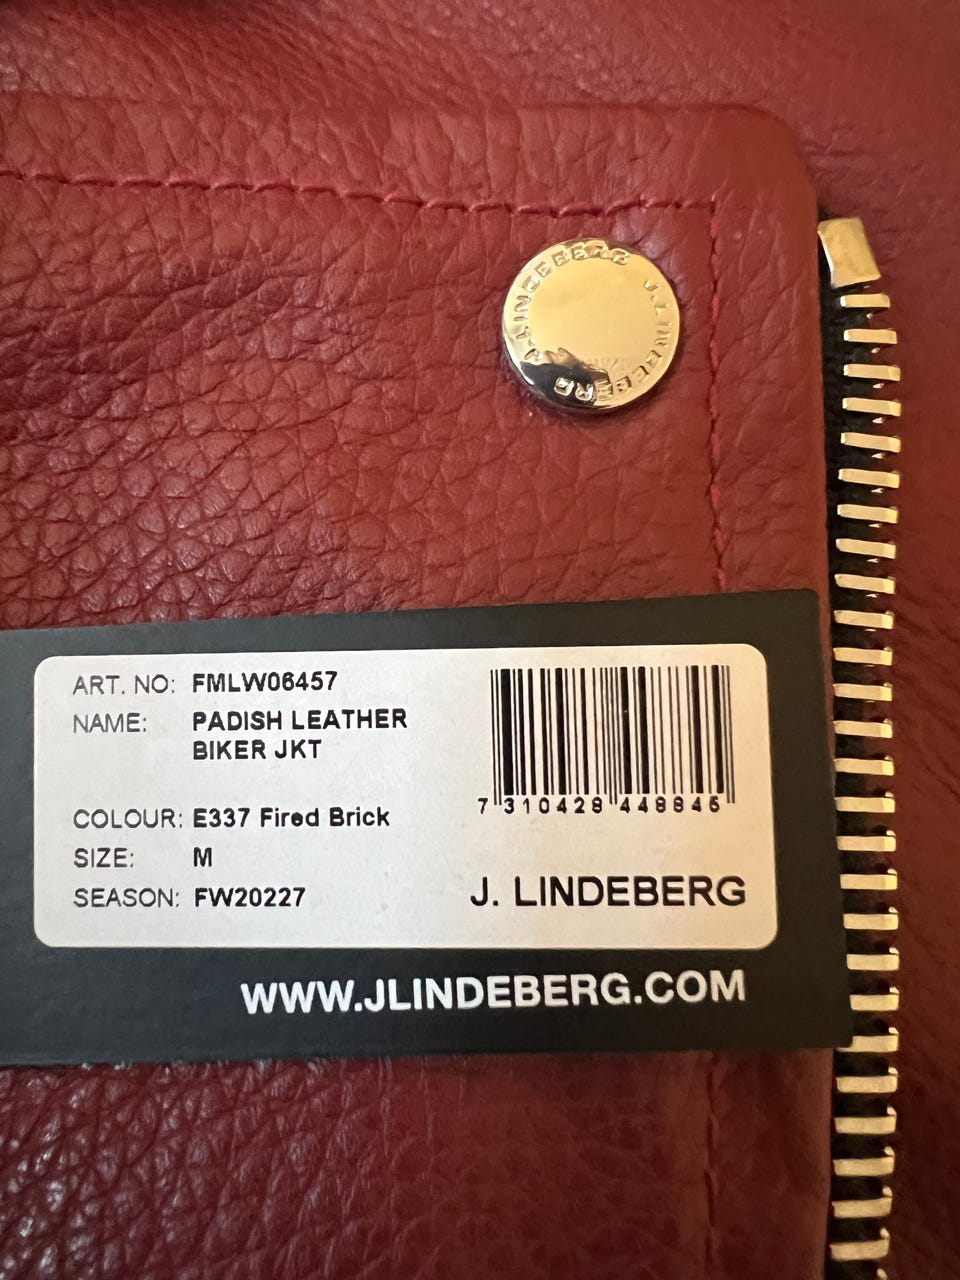 J.LINDEBERG J.LINDEBERG
ART. NO: FMLW06457
NAME: PADISH LEATHER
BIKER JKT
COLOUR: E337 Fired Brick
SIZE: M
SEASON: FW20227
7 310428 448845
J. LINDEBERG
WWW.JLINDEBERG.COM